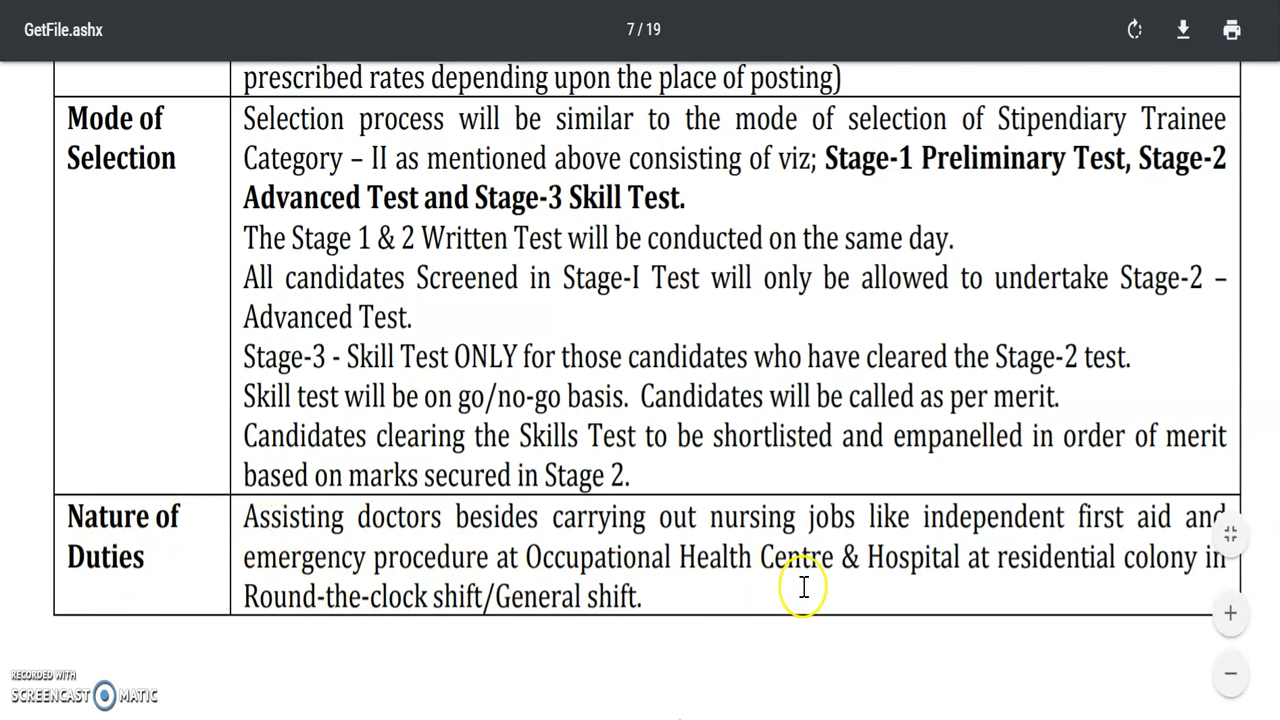 GetFile.ashx
7 / 19
prescribed rates depending upon the place of posting)
Mode of
Selection
Selection process will be similar to the mode of selection of Stipendiary Trainee
Category – II as mentioned above consisting of viz; Stage-1 Preliminary Test, Stage-2
Advanced Test and Stage-3 Skill Test.
The Stage 1 & 2 Written Test will be conducted on the same day.
All candidates Screened in Stage-I Test will only be allowed to undertake Stage-2 –
Advanced Test.
Stage-3 - Skill Test ONLY for those candidates who have cleared the Stage-2 test.
Skill test will be on go/no-go basis. Candidates will be called as per merit.
Candidates clearing the Skills Test to be shortlisted and empanelled in order of merit
based on marks secured in Stage 2.
Nature of
Duties
Assisting doctors besides carrying out nursing jobs like independent first aid and
emergency procedure at Occupational Health Centre & Hospital at residential colony in
Round-the-clock shift/General shift.
RECORDED WITH
SCREENCAST MATIC